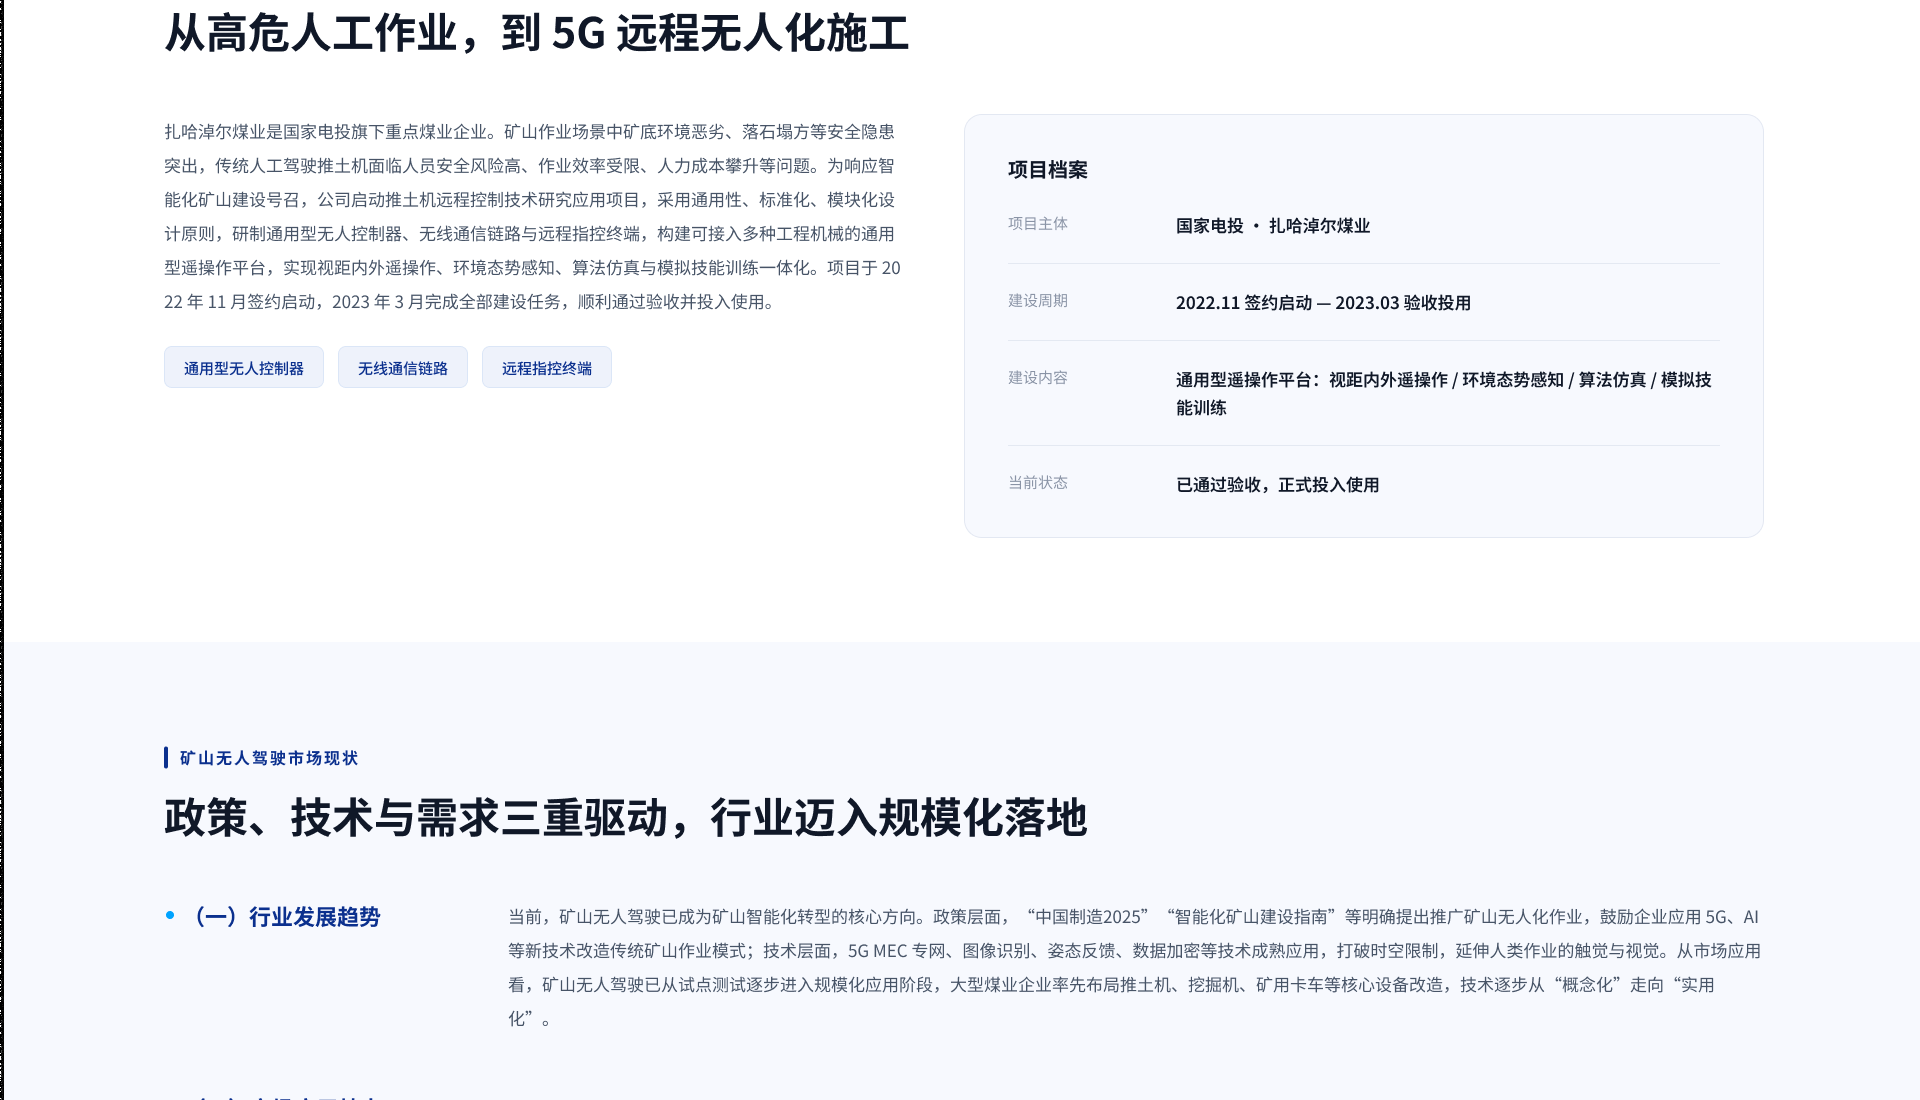 从高危人工作业，到 5G 远程无人化施工
扎哈淖尔煤业是国家电投旗下重点煤业企业。矿山作业场景中矿底环境恶劣、落石塌方等安全隐患
突出，传统人工驾驶推土机面临人员安全风险高、作业效率受限、人力成本攀升等问题。为响应智
能化矿山建设号召，公司启动推土机远程控制技术研究应用项目，采用通用性、标准化、模块化设
计原则，研制通用型无人控制器、无线通信链路与远程指控终端，构建可接入多种工程机械的通用
型遥操作平台，实现视距内外遥操作、环境态势感知、算法仿真与模拟技能训练一体化。项目于 20
22 年 11 月签约启动，2023 年 3 月完成全部建设任务，顺利通过验收并投入使用。
通用型无人控制器
无线通信链路
远程指控终端
项目档案
项目主体
国家电投 · 扎哈淖尔煤业
建设周期
2022.11 签约启动 — 2023.03 验收投用
建设内容
通用型遥操作平台：视距内外遥操作 / 环境态势感知 / 算法仿真 / 模拟技
能训练
当前状态
已通过验收，正式投入使用
矿山无人驾驶市场现状
政策、技术与需求三重驱动，行业迈入规模化落地
（一）行业发展趋势
当前，矿山无人驾驶已成为矿山智能化转型的核心方向。政策层面，“中国制造2025”“智能化矿山建设指南”等明确提出推广矿山无人化作业，鼓励企业应用 5G、AI
等新技术改造传统矿山作业模式；技术层面，5G MEC 专网、图像识别、姿态反馈、数据加密等技术成熟应用，打破时空限制，延伸人类作业的触觉与视觉。从市场应用
看，矿山无人驾驶已从试点测试逐步进入规模化应用阶段，大型煤业企业率先布局推土机、挖掘机、矿用卡车等核心设备改造，技术逐步从“概念化”走向“实用
化”。